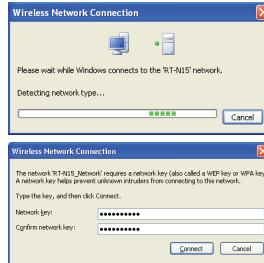 Wireless Network Connection
Please wait while Windows connects to the 'RT-N15' network.
Detecting network type...
Cancel
Wireless Network Connection
The network 'RT-N15_Network' requires a network key (also called a WEP key or WPA key
A network key helps prevent unknown intruders from connecting to this network.
Type the key, and then click Connect.
Network key:
Confirm network key:
Connect Cancel